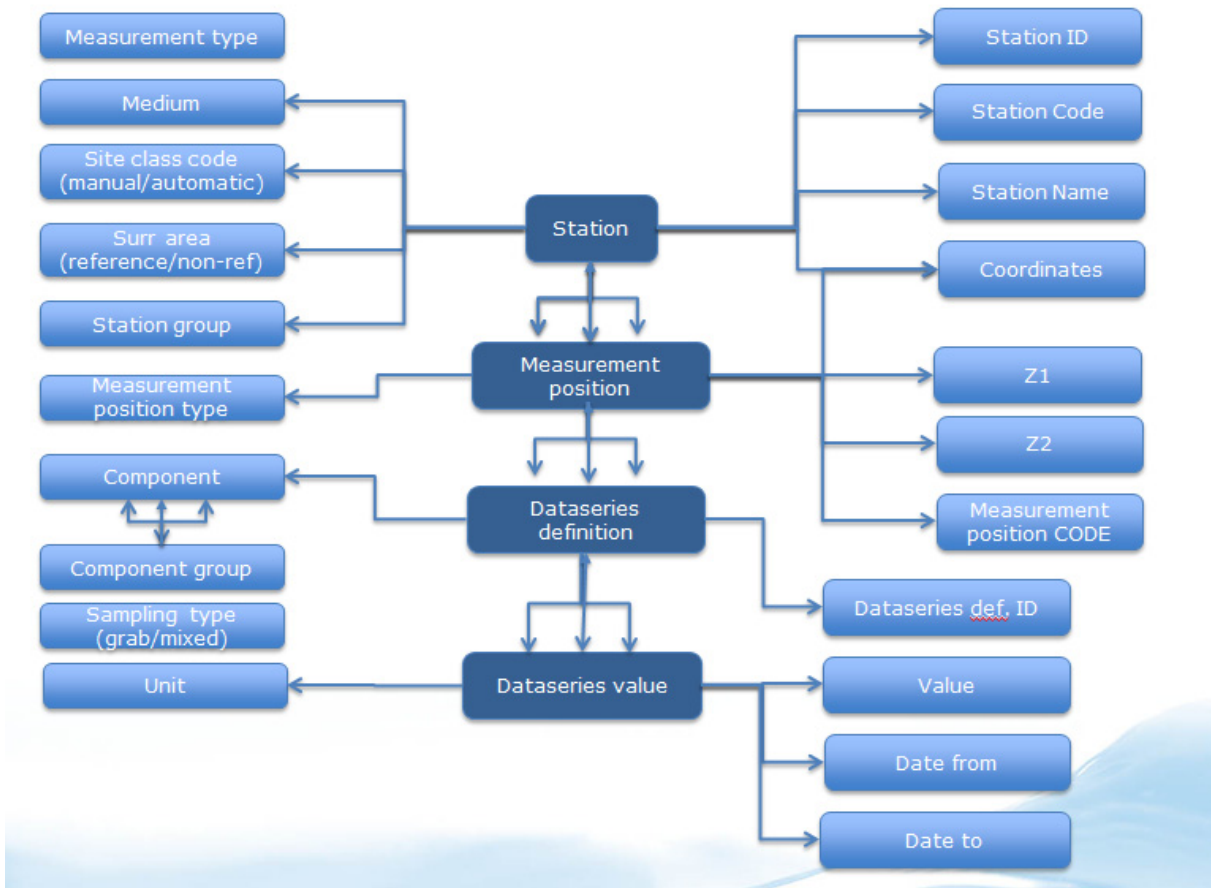 Measurement type
Medium
Site class code
(manual/automatic)
Surr area
(reference/non-ref)
Station group
Measurement
position type
Component
Component group
Sampling type
(grab/mixed)
Unit
Station
Measurement
position
Dataseries
definition
Dataseries value
Station ID
Station Code
Station Name
Coordinates
Z1
Z2
Measurement
position CODE
Dataseries def. ID
Value
Date from
Date to